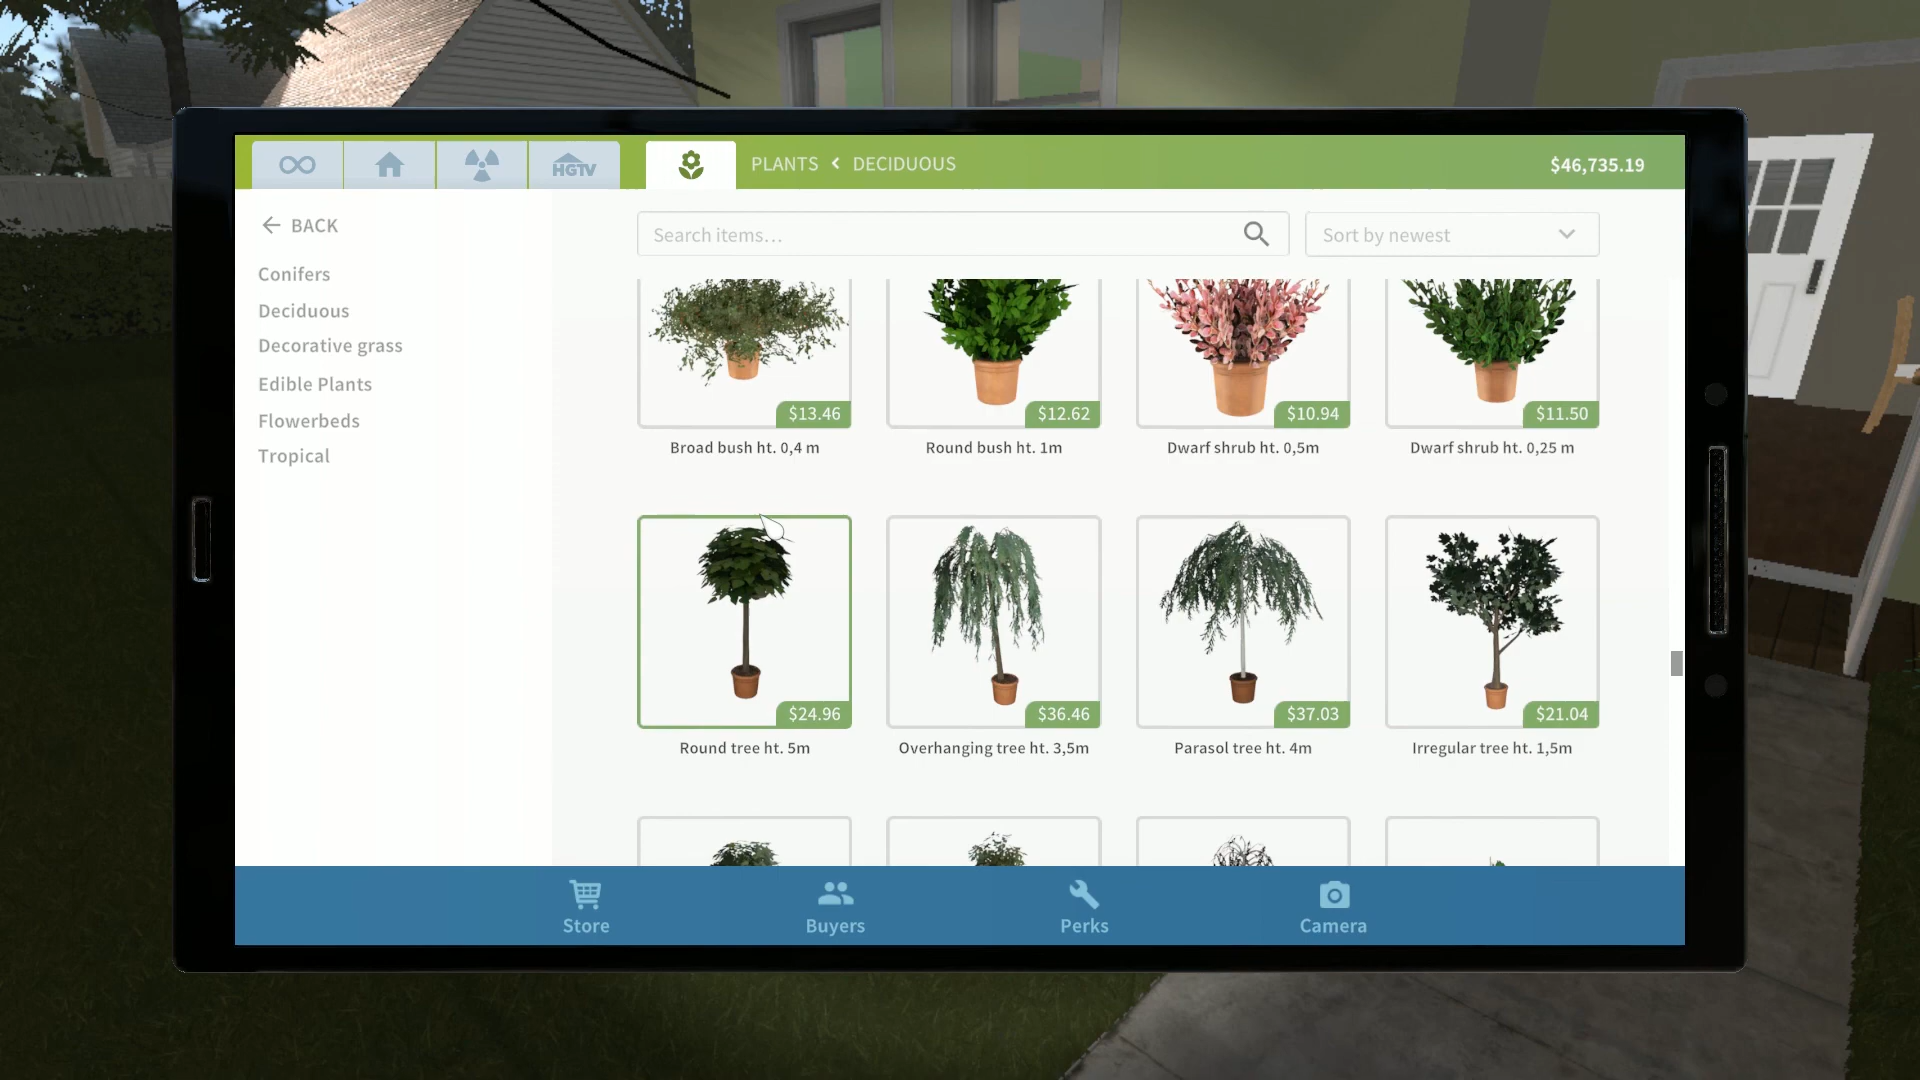 HGTV
PLANTS < DECIDUOUS
$46,735.19
BACK
Search items...
Sort by newest
Conifers
Deciduous
Decorative grass
Edible Plants
Flowerbeds
Tropical
$13.46
$12.62
$10.94
$11.50
Broad bush ht. 0,4 m
Round bush ht. 1m
Dwarf shrub ht. 0,5m
Dwarf shrub ht. 0,25 m
$24.96
$36.46
$37.03
$21.04
Round tree ht. 5m
Overhanging tree ht. 3,5m
Parasol tree ht. 4m
Irregular tree ht. 1,5m
Store
Buyers
Perks
Camera